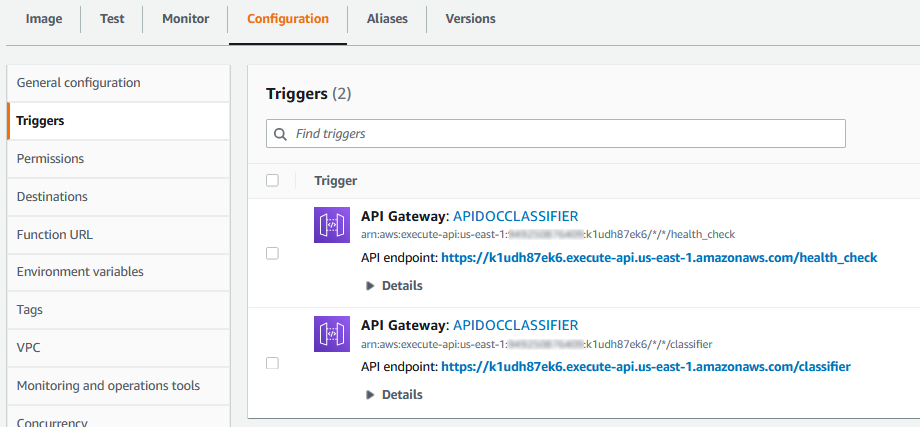 Image
Test
Monitor
Configuration
Aliases
Versions
General configuration
Triggers
Permissions
Destinations
Function URL
Environment variables
Tags
VPC
Monitoring and operations tools
Concurrency
Triggers (2)
Find triggers
Trigger
API Gateway: APIDOCCLASSIFIER
arn:aws:execute-api:us-east-1: :k1udh87ek6/*/*/health_check
API endpoint: https://k1udh87ek6.execute-api.us-east-1.amazonaws.com/health_check
Details
API Gateway: APIDOCCLASSIFIER
arn:aws:execute-api:us-east-1: :k1udh87ek6/*/*/classifier
API endpoint: https://k1udh87ek6.execute-api.us-east-1.amazonaws.com/classifier
Details